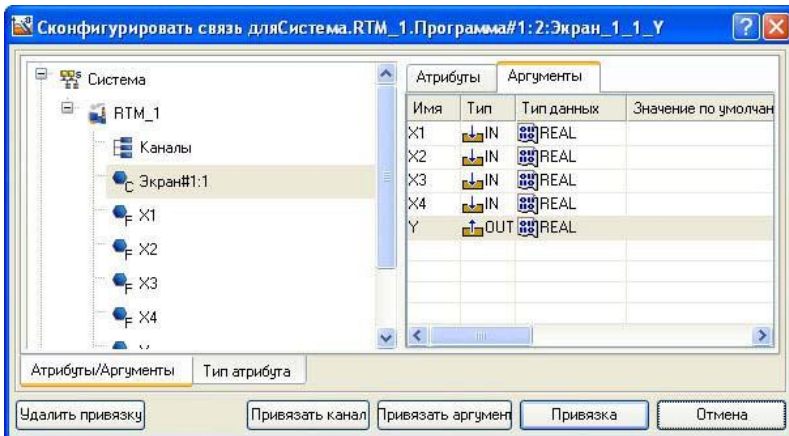 Сконфигурировать связь дляСистема.RTM_1.Программа#1:2:Экран_1_1_Y
Система
RTM_1
Каналы
Экран#1:1
X1
X2
X3
X4
Атрибуты/Аргументы Тип атрибута
Атрибуты Аргументы
Имя Тип Тип данных Значение по умолчан
X1 IN REAL
X2 IN REAL
X3 IN REAL
X4 IN REAL
Y OUT REAL
Удалить привязку Привязать канал Привязать аргумен Привязка Отмена